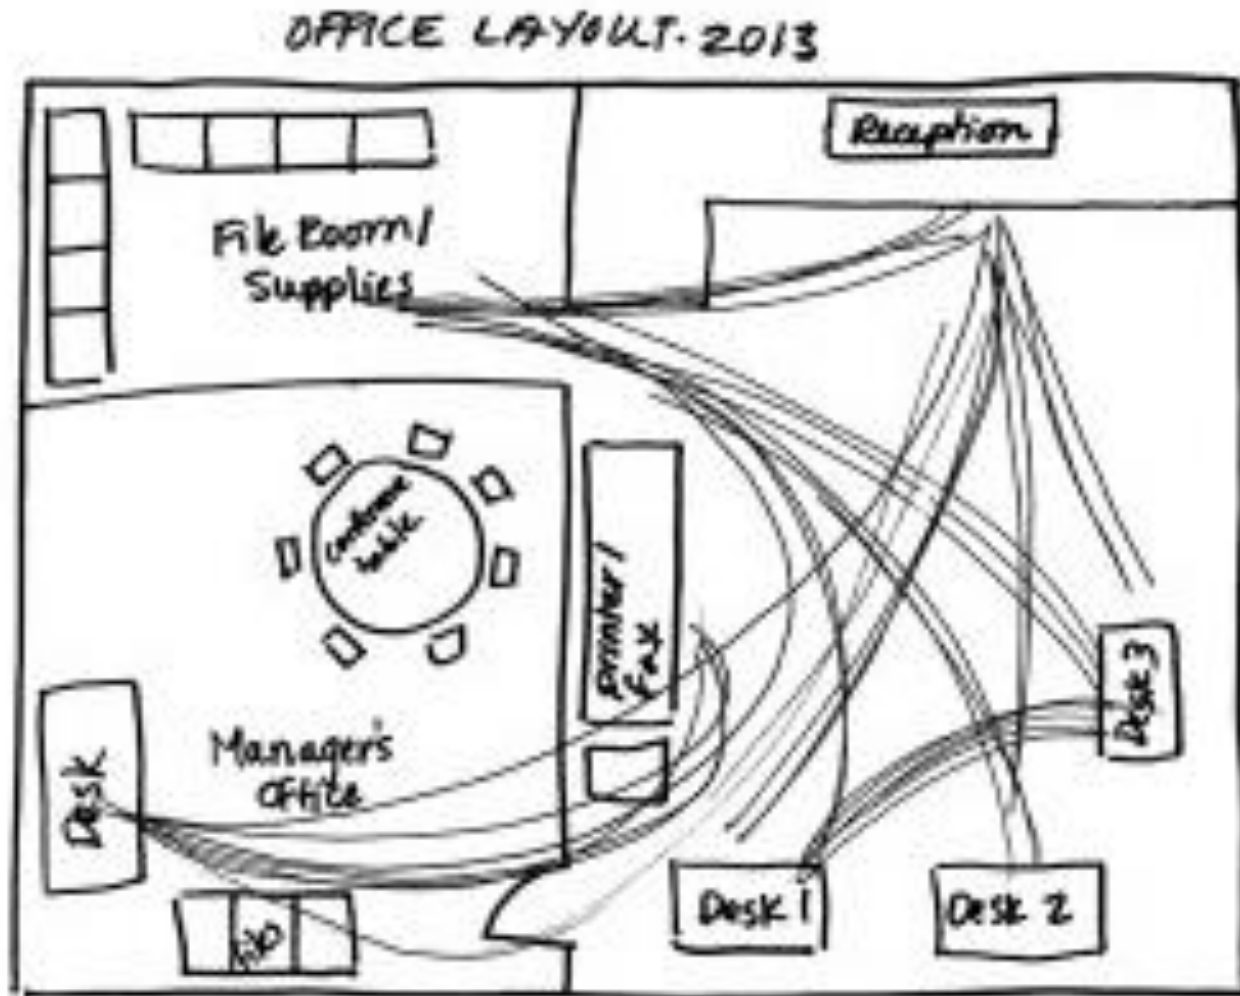 OFFICE LAYOUT. 2013
Reception
File Room/
Supplies
conference
table
printer/
fax
Desk 3
Manager's
Office
Desk
files
Desk 1
Desk 2